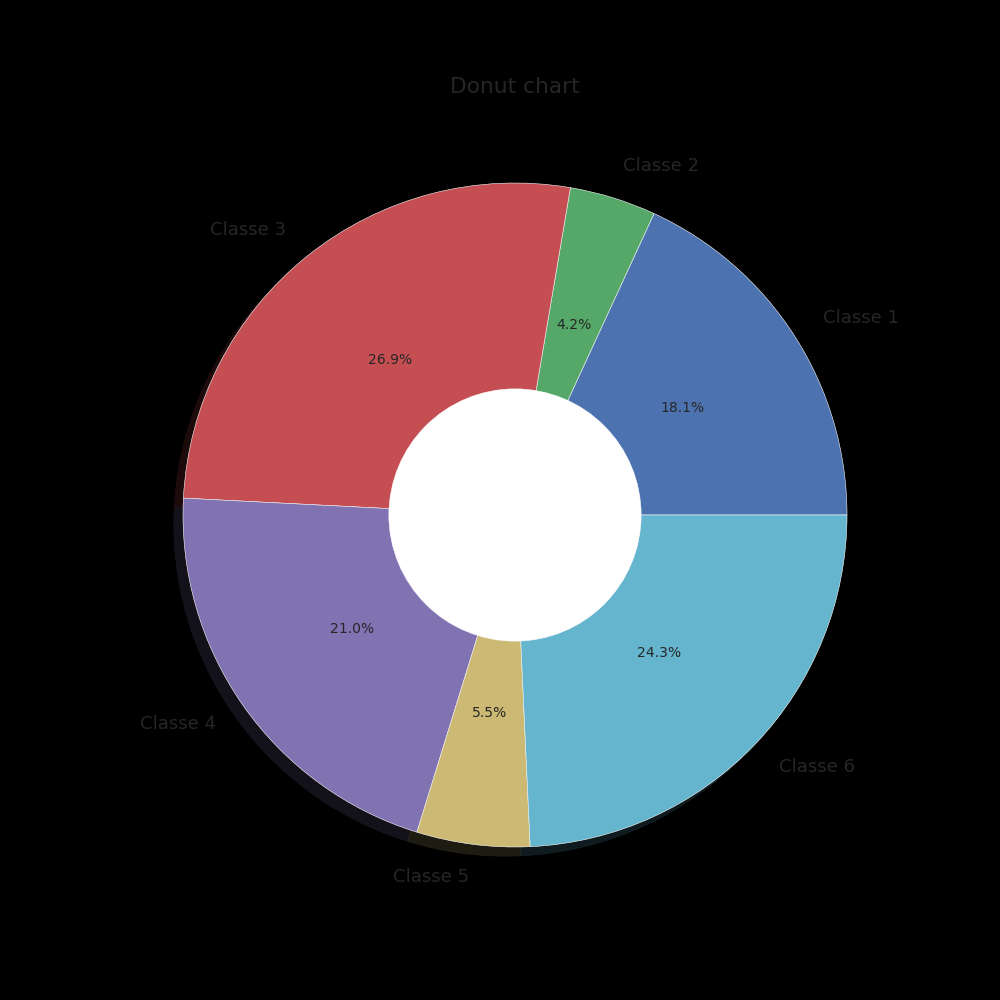 Donut chart
Classe 2
Classe 3
Classe 1
4.2%
26.9%
18.1%
21.0%
24.3%
5.5%
Classe 4
Classe 6
Classe 5